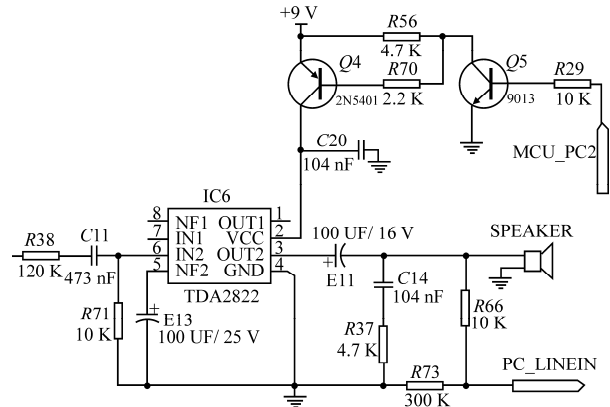 +9 V
R56
4.7 K
Q4
2N5401
R70
2.2 K
Q5
9013
R29
10 K
MCU_PC2
C20
104 nF
IC6
8 NF1 OUT1 1
7 IN1 VCC 2
6 IN2 OUT2 3
5 NF2 GND 4
TDA2822
R38
120 K
C11
473 nF
R71
10 K
+
E13
100 UF/ 25 V
100 UF/ 16 V
+
E11
SPEAKER
C14
104 nF
R37
4.7 K
R66
10 K
R73
300 K
PC_LINEIN